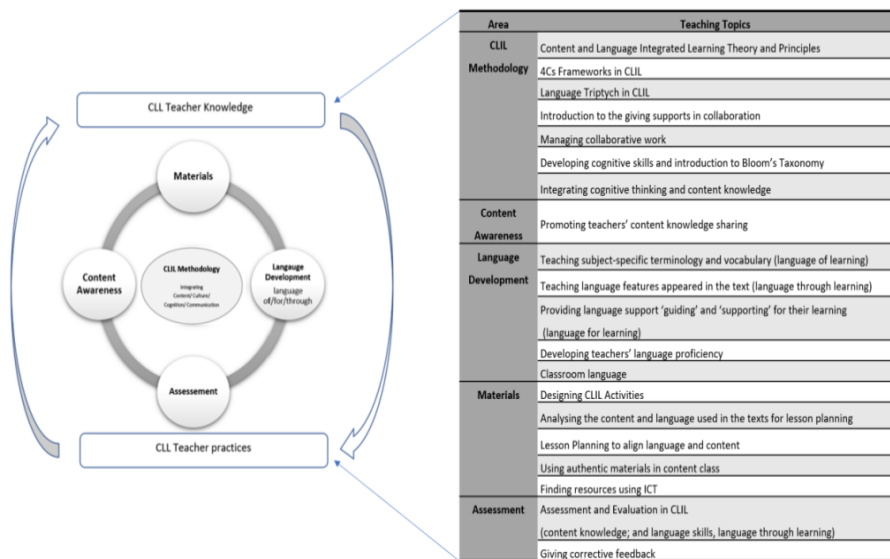 CLL Teacher Knowledge
Materials
Content
Awareness
CLIL Methodology
Integrating
Content/Culture/
Cognition/ Communication
Langauge
Development
language
of/for/through
Assessment
CLL Teacher practices
Area
Teaching Topics
CLIL
Methodology
Content and Language Integrated Learning Theory and Principles
4Cs Frameworks in CLIL
Language Triptych in CLIL
Introduction to the giving supports in collaboration
Managing collaborative work
Developing cognitive skills and introduction to Bloom's Taxonomy
Integrating cognitive thinking and content knowledge
Content
Awareness
Promoting teachers' content knowledge sharing
Language
Development
Teaching subject-specific terminology and vocabulary (language of learning)
Teaching language features appeared in the text (language through learning)
Providing language support 'guiding' and 'supporting' for their learning
(language for learning)
Developing teachers' language proficiency
Classroom language
Materials
Designing CLIL Activities
Analysing the content and language used in the texts for lesson planning
Lesson Planning to align language and content
Using authentic materials in content class
Finding resources using ICT
Assessment
Assessment and Evaluation in CLIL
(content knowledge; and language skills, language through learning)
Giving corrective feedback